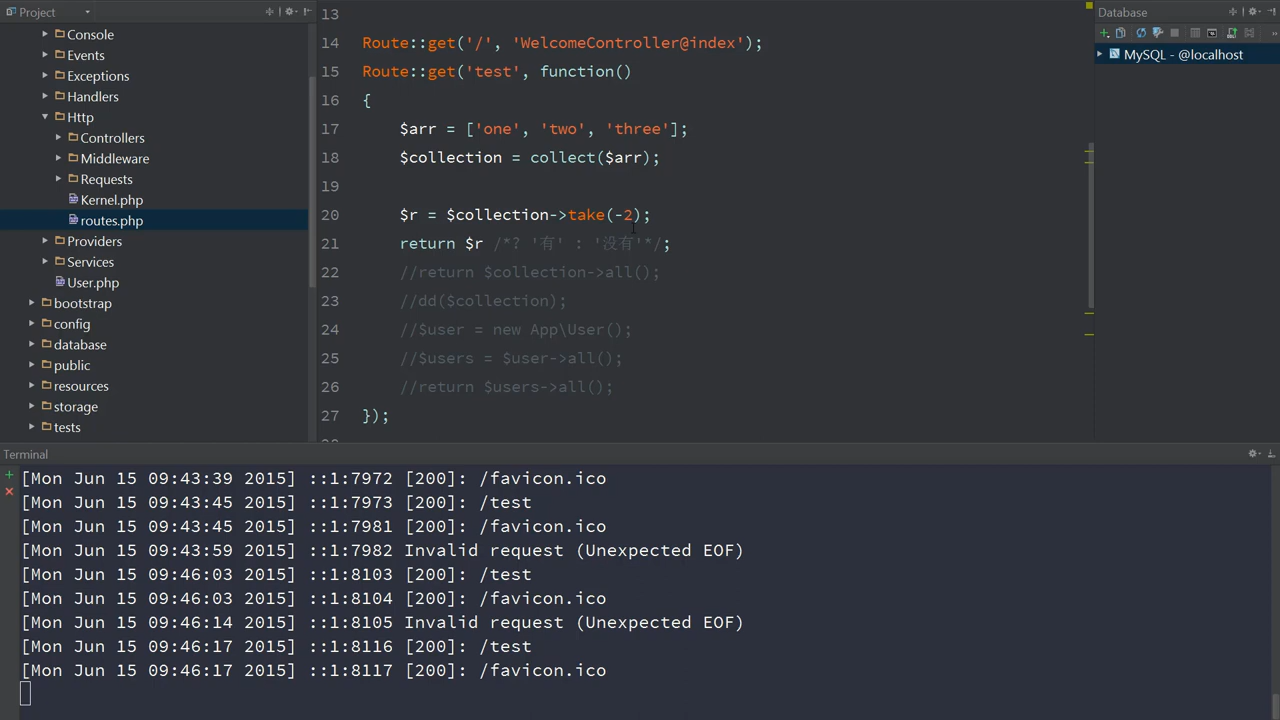 Project
Console
Events
Exceptions
Handlers
Http
Controllers
Middleware
Requests
Kernel.php
routes.php
Providers
Services
User.php
bootstrap
config
database
public
resources
storage
tests
13
14 Route::get('/', 'WelcomeController@index');
15 Route::get('test', function()
16 {
17 $arr = ['one', 'two', 'three'];
18 $collection = collect($arr);
19
20 $r = $collection->take(-2);
21 return $r /*? '有' : '没有'*/;
22 //return $collection->all();
23 //dd($collection);
24 //$user = new App\User();
25 //$users = $user->all();
26 //return $users->all();
27 });
Database
MySQL - @localhost
Terminal
[Mon Jun 15 09:43:39 2015] ::1:7972 [200]: /favicon.ico
[Mon Jun 15 09:43:45 2015] ::1:7973 [200]: /test
[Mon Jun 15 09:43:45 2015] ::1:7981 [200]: /favicon.ico
[Mon Jun 15 09:43:59 2015] ::1:7982 Invalid request (Unexpected EOF)
[Mon Jun 15 09:46:03 2015] ::1:8103 [200]: /test
[Mon Jun 15 09:46:03 2015] ::1:8104 [200]: /favicon.ico
[Mon Jun 15 09:46:14 2015] ::1:8105 Invalid request (Unexpected EOF)
[Mon Jun 15 09:46:17 2015] ::1:8116 [200]: /test
[Mon Jun 15 09:46:17 2015] ::1:8117 [200]: /favicon.ico